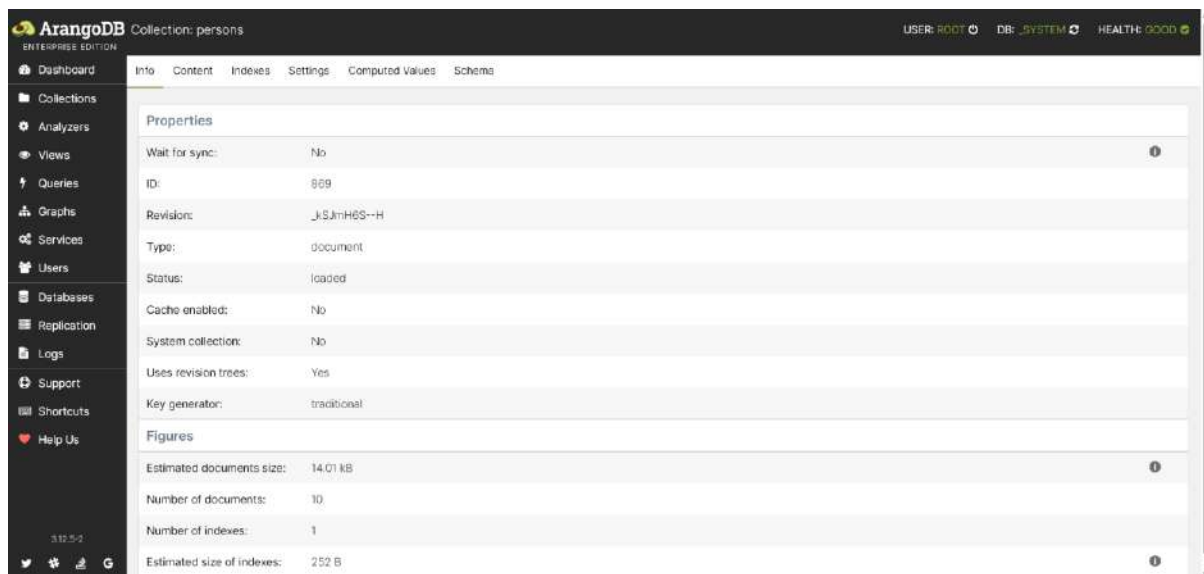 ArangoDB Collection: persons USER: ROOT DB: _SYSTEM HEALTH: GOOD
ENTERPRISE EDITION
Dashboard
Collections
Analyzers
Views
Queries
Graphs
Services
Users
Databases
Replication
Logs
Support
Shortcuts
Help Us
3.12.5-2
Info Content Indexes Settings Computed Values Schema
Properties
Wait for sync: No
ID: 869
Revision: _kSJmH6S--H
Type: document
Status: loaded
Cache enabled: No
System collection: No
Uses revision trees: Yes
Key generator: traditional
Figures
Estimated documents size: 14.01 kB
Number of documents: 10
Number of indexes: 1
Estimated size of indexes: 252 B